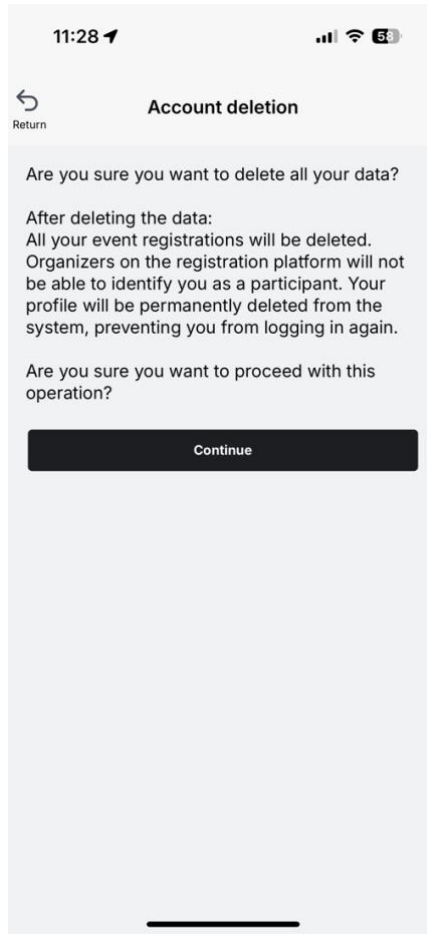 11:28
58
Return
Account deletion
Are you sure you want to delete all your data?
After deleting the data:
All your event registrations will be deleted.
Organizers on the registration platform will not
be able to identify you as a participant. Your
profile will be permanently deleted from the
system, preventing you from logging in again.
Are you sure you want to proceed with this
operation?
Continue